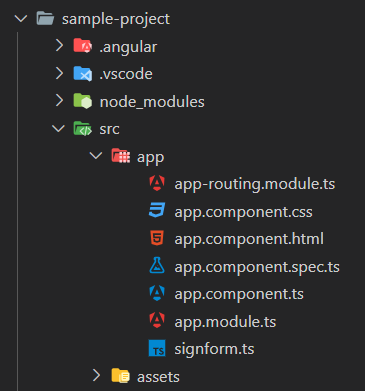 sample-project
.angular
.vscode
node_modules
src
app
app-routing.module.ts
app.component.css
app.component.html
app.component.spec.ts
app.component.ts
app.module.ts
TS signform.ts
assets